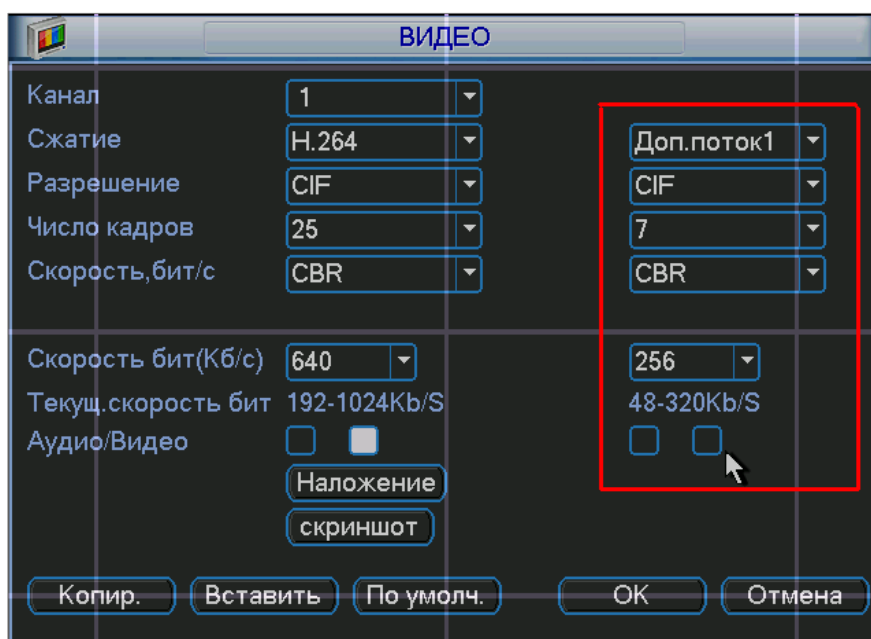 ВИДЕО
Канал 1
Сжатие H.264 Доп.поток1
Разрешение CIF CIF
Число кадров 25 7
Скорость,бит/с CBR CBR
Скорость бит(Кб/с) 640 256
Текущ.скорость бит 192-1024Kb/S 48-320Kb/S
Аудио/Видео
Наложение
скриншот
Копир. Вставить По умолч. OK Отмена